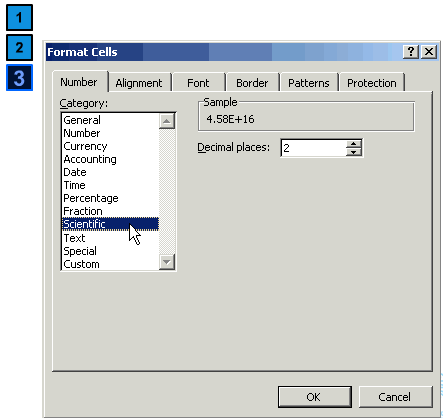 1
2
3
Format Cells
Number Alignment Font Border Patterns Protection
Category:
General
Number
Currency
Accounting
Date
Time
Percentage
Fraction
Scientific
Text
Special
Custom
Sample
4.58E+16
Decimal places: 2
OK Cancel